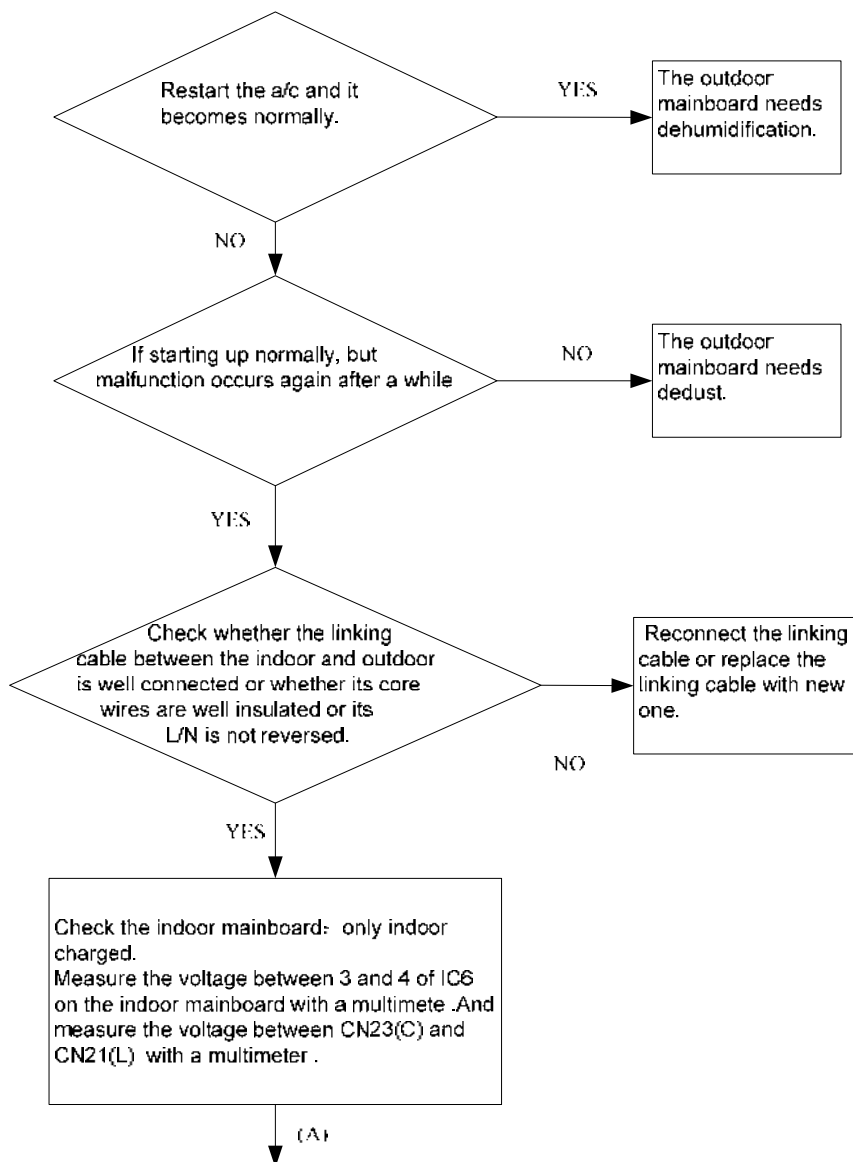 Restart the a/c and it
becomes normally.
YES
The outdoor
mainboard needs
dehumidification.
NO
If starting up normally, but
malfunction occurs again after a while
NO
The outdoor
mainboard needs
dedust.
YES
Check whether the linking
cable between the indoor and outdoor
is well connected or whether its core
wires are well insulated or its
L/N is not reversed.
NO
Reconnect the linking
cable or replace the
linking cable with new
one.
YES
Check the indoor mainboard: only indoor
charged.
Measure the voltage between 3 and 4 of IC6
on the indoor mainboard with a multimete .And
measure the voltage between CN23(C) and
CN21(L) with a multimeter .
(A)